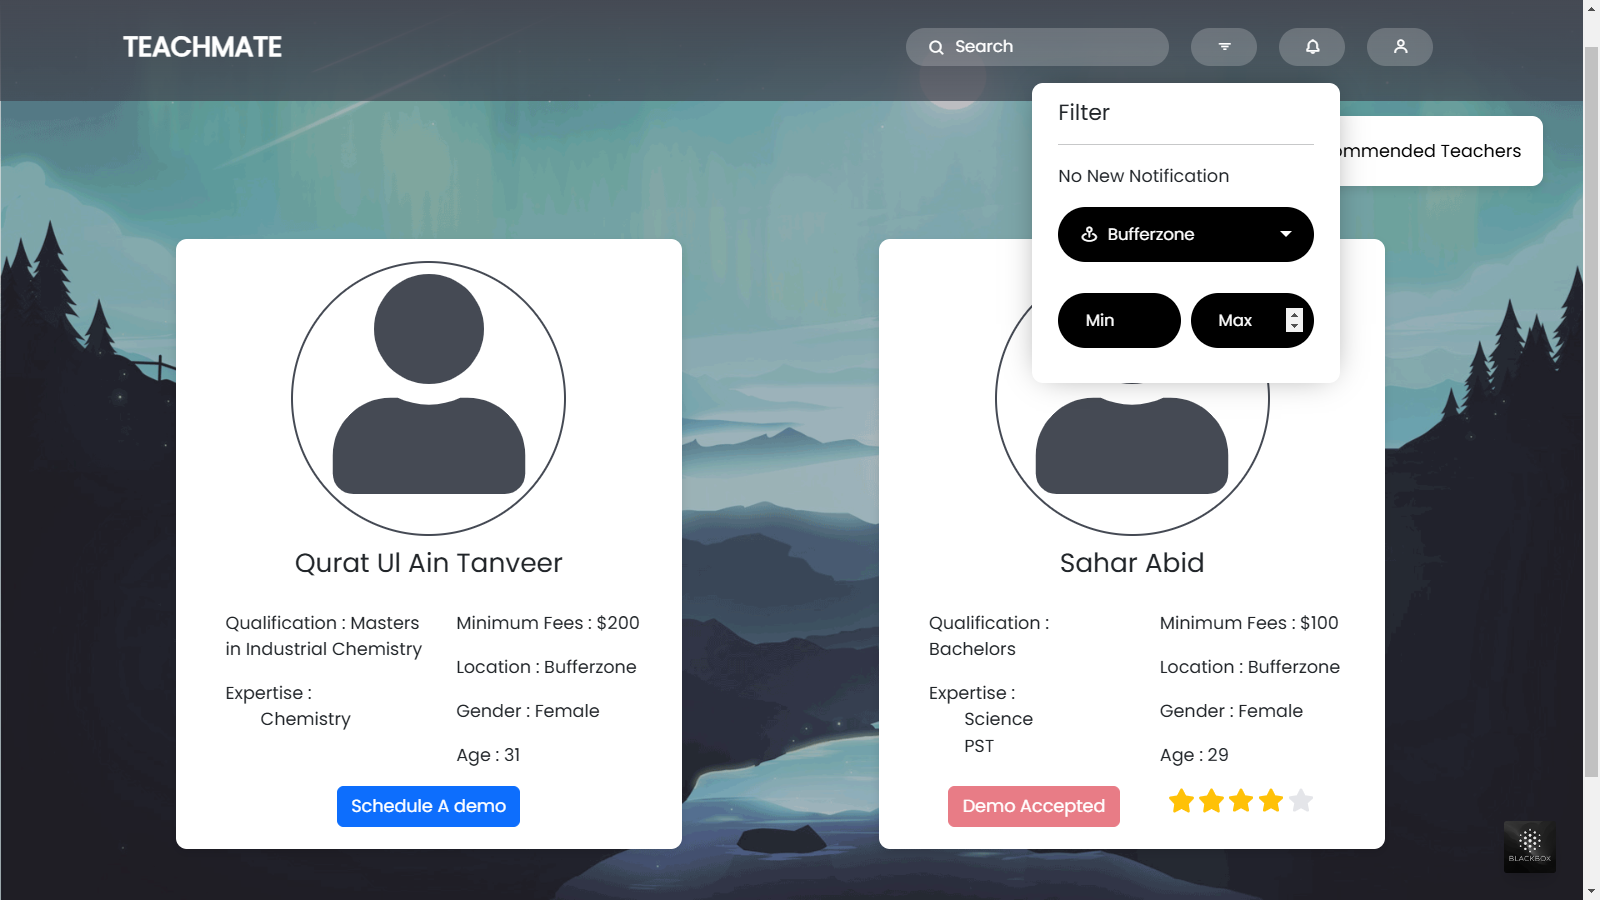 TEACHMATE
Search
Filter
ommended Teachers
No New Notification
Bufferzone
Min
Max
Qurat Ul Ain Tanveer
Qualification : Masters
in Industrial Chemistry
Expertise :
Chemistry
Minimum Fees : $200
Location : Bufferzone
Gender : Female
Age : 31
Schedule A demo
Sahar Abid
Qualification :
Bachelors
Expertise :
Science
PST
Minimum Fees : $100
Location : Bufferzone
Gender : Female
Age : 29
Demo Accepted
BLACKBOX